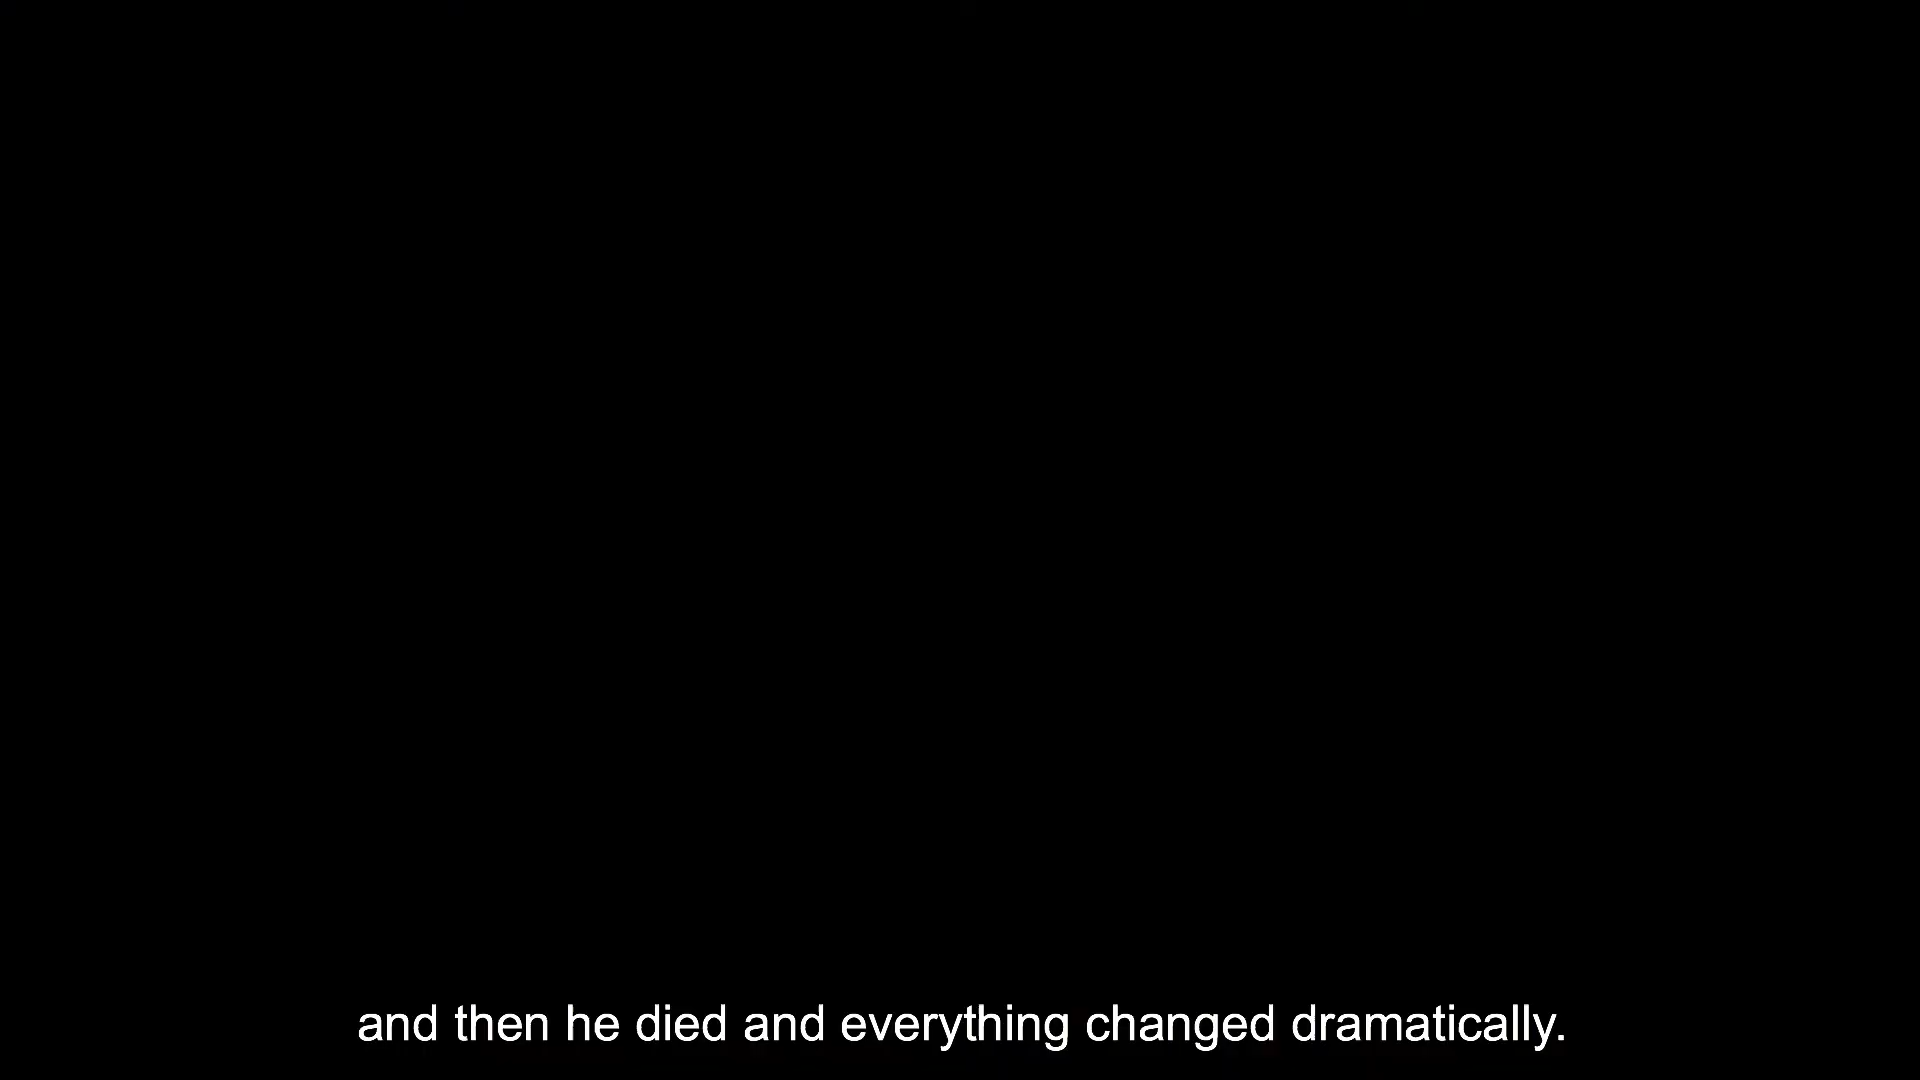 and then he died and everything changed dramatically.